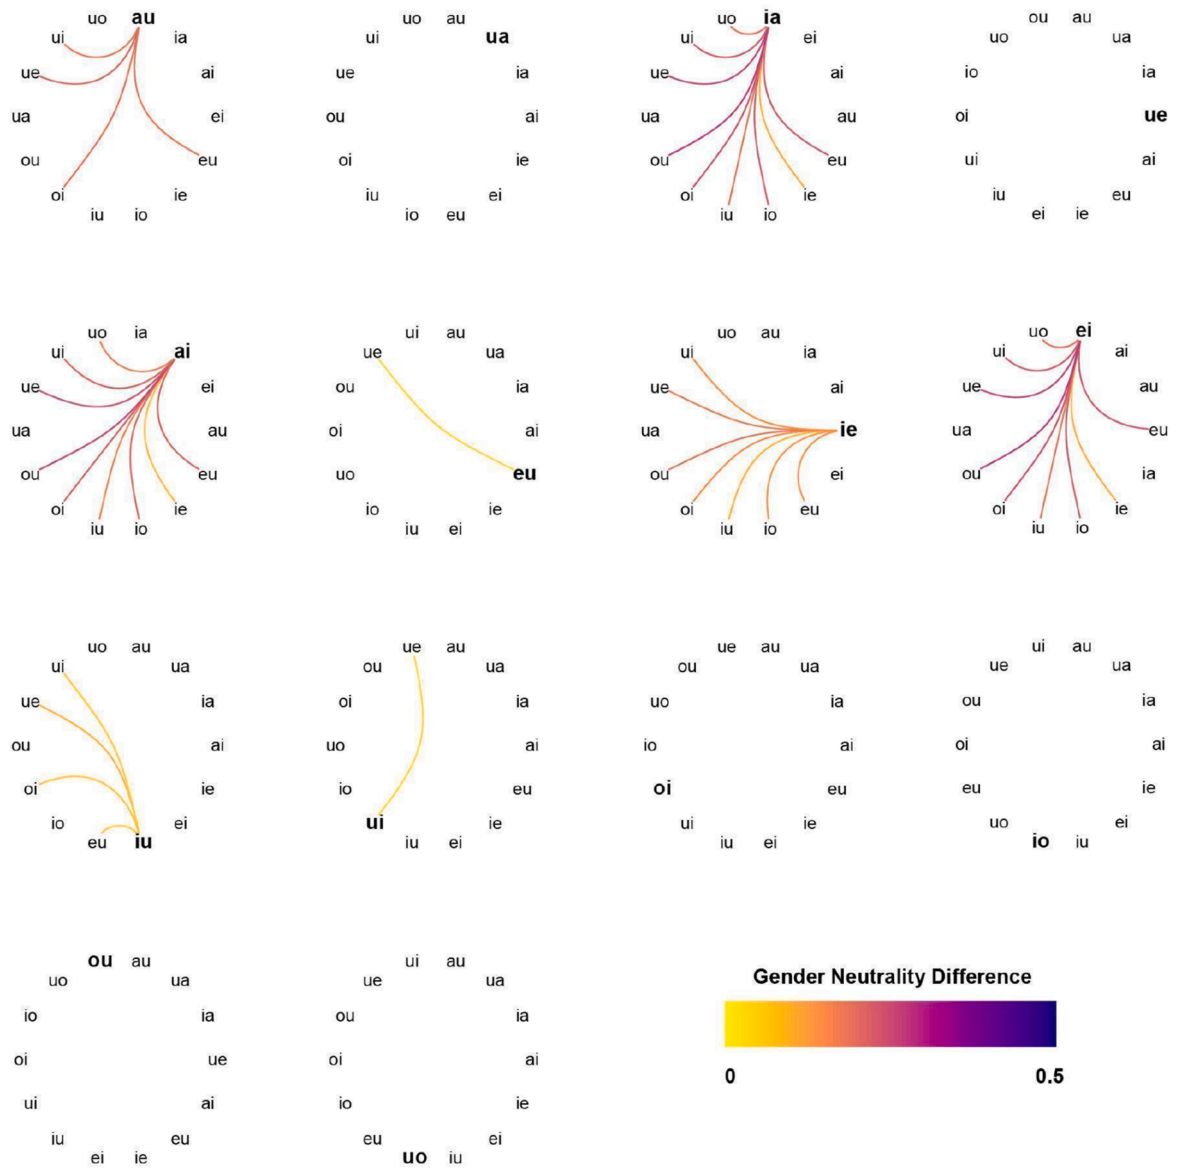 uo au
ui ia
ue ai
ua ei
ou eu
oi ie
iu io
uo au
ui ua
ue ia
ou ai
oi ie
iu ei
io eu
uo ia
ui ei
ue ai
ua au
ou eu
oi ie
iu io
ou au
uo ua
io ia
oi ue
ui ai
iu eu
ei ie
uo ia
ui ai
ue ei
ua au
ou eu
oi ie
iu io
ui au
ue ua
ou ia
oi ai
uo eu
io ie
iu ei
uo au
ui ia
ue ai
ua ie
ou ei
oi eu
iu io
uo ei
ui ai
ue au
ua eu
ou ia
oi ie
iu io
uo au
ui ua
ue ia
ou ai
oi ie
io ei
eu iu
ue au
ou ua
oi ia
uo ai
io eu
ui ie
iu ei
ue au
ou ua
uo ia
io ai
oi eu
ui ie
iu ei
ui au
ue ua
ou ia
oi ai
eu ie
uo ei
io iu
ou au
uo ua
io ia
oi ue
ui ai
iu eu
ei ie
ui au
ue ua
ou ia
oi ai
io ie
eu ei
uo iu
Gender Neutrality Difference
0 0.5